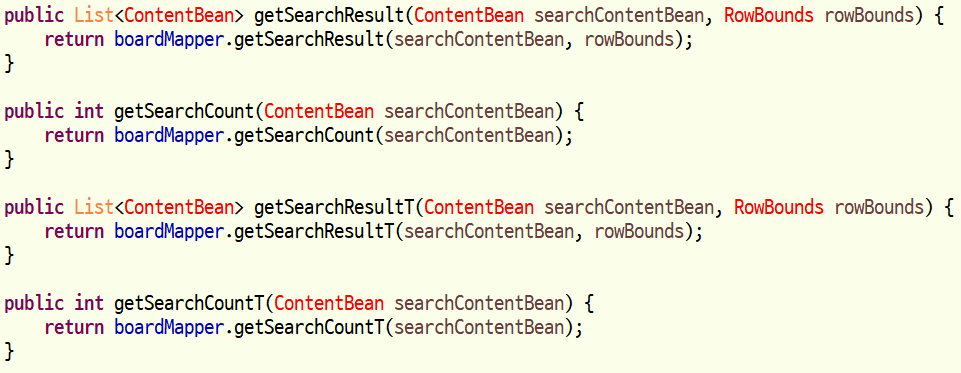 public List<ContentBean> getSearchResult(ContentBean searchContentBean, RowBounds rowBounds) {
    return boardMapper.getSearchResult(searchContentBean, rowBounds);
}

public int getSearchCount(ContentBean searchContentBean) {
    return boardMapper.getSearchCount(searchContentBean);
}

public List<ContentBean> getSearchResultT(ContentBean searchContentBean, RowBounds rowBounds) {
    return boardMapper.getSearchResultT(searchContentBean, rowBounds);
}

public int getSearchCountT(ContentBean searchContentBean) {
    return boardMapper.getSearchCountT(searchContentBean);
}